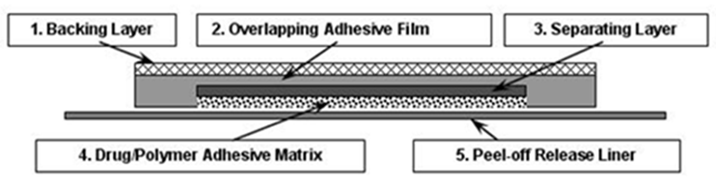 1. Backing Layer
2. Overlapping Adhesive Film
3. Separating Layer
4. Drug/Polymer Adhesive Matrix
5. Peel-off Release Liner